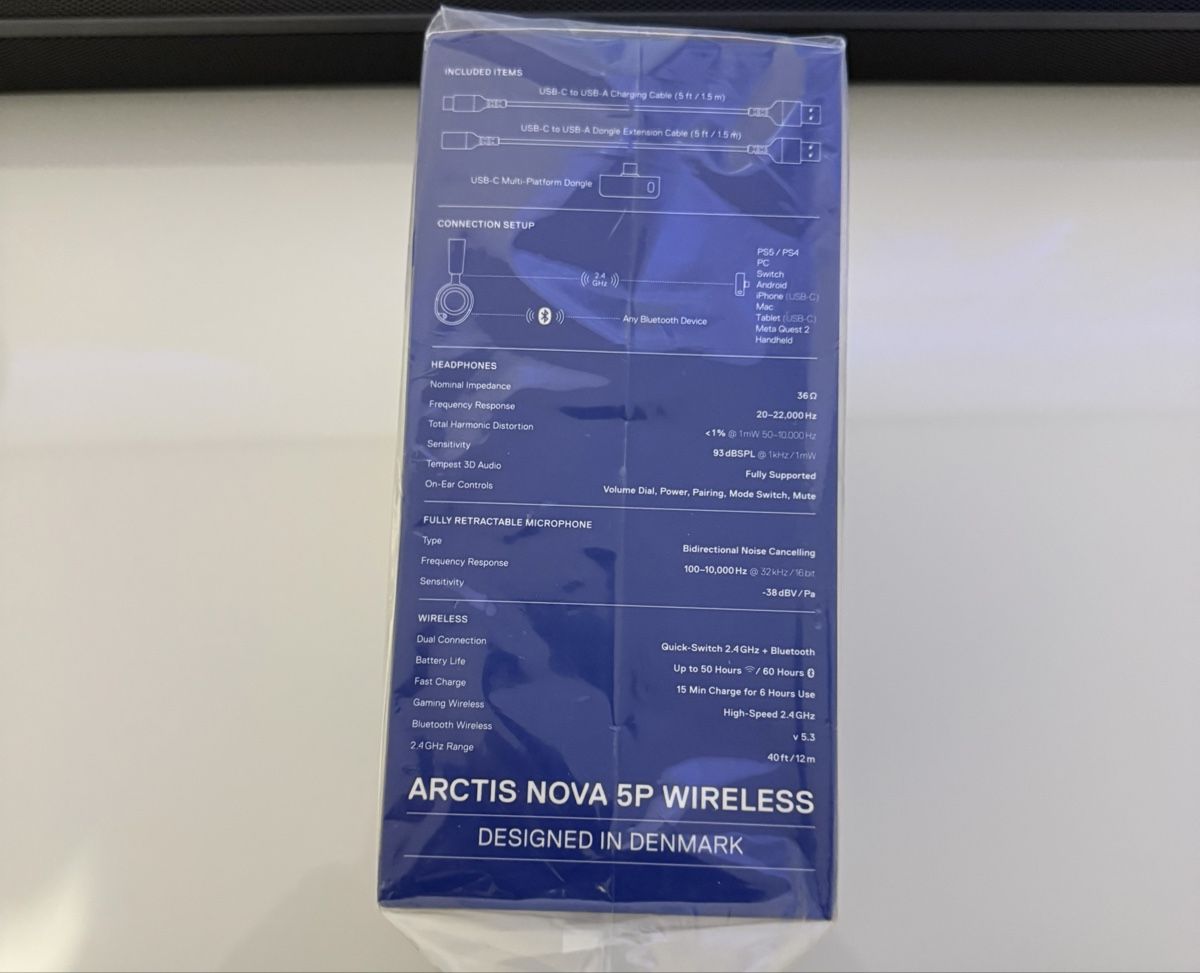 INCLUDED ITEMS
USB-C to USB-A Charging Cable (5 ft / 1.5 m)
USB-C to USB-A Dongle Extension Cable (5 ft / 1.5 m)
USB-C Multi-Platform Dongle
CONNECTION SETUP
2.4 GHz
PS5 / PS4
PC
Switch
Android
iPhone (USB-C)
Mac
Tablet (USB-C)
Meta Quest 2
Handheld
Any Bluetooth Device
HEADPHONES
Nominal Impedance 36 Ω
Frequency Response 20–22,000 Hz
Total Harmonic Distortion <1% @ 1mW 50–10,000 Hz
Sensitivity 93 dBSPL @ 1kHz/1mW
Tempest 3D Audio Fully Supported
On-Ear Controls Volume Dial, Power, Pairing, Mode Switch, Mute
FULLY RETRACTABLE MICROPHONE
Type Bidirectional Noise Cancelling
Frequency Response 100–10,000 Hz @ 32 kHz/16 bit
Sensitivity -38 dBV/Pa
WIRELESS
Dual Connection Quick-Switch 2.4 GHz + Bluetooth
Battery Life Up to 50 Hours / 60 Hours
Fast Charge 15 Min Charge for 6 Hours Use
Gaming Wireless High-Speed 2.4 GHz
Bluetooth Wireless v 5.3
2.4 GHz Range 40 ft/12 m
ARCTIS NOVA 5P WIRELESS
DESIGNED IN DENMARK